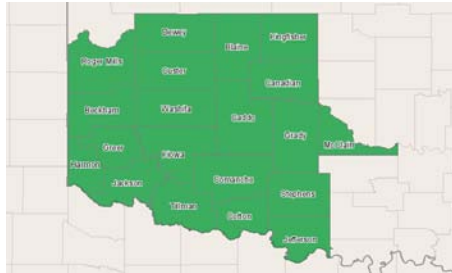 Dewey
Kingfisher
Blaine
Roger Mills
Custer
Canadian
Beckham
Washita
Caddo
Grady
McClain
Greer
Kiowa
Harmon
Comanche
Jackson
Stephens
Tillman
Cotton
Jefferson